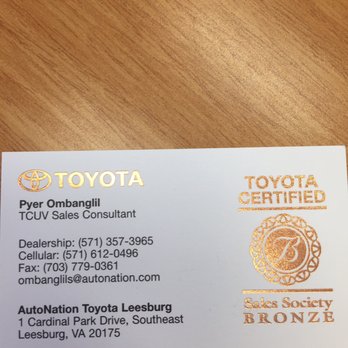 TOYOTA
Pyer Ombanglil
TCUV Sales Consultant
Dealership: (571) 357-3965
Cellular: (571) 612-0496
Fax: (703) 779-0361
ombanglils@autonation.com
AutoNation Toyota Leesburg
1 Cardinal Park Drive, Southeast
Leesburg, VA 20175
TOYOTA
CERTIFIED
Sales Society
BRONZE